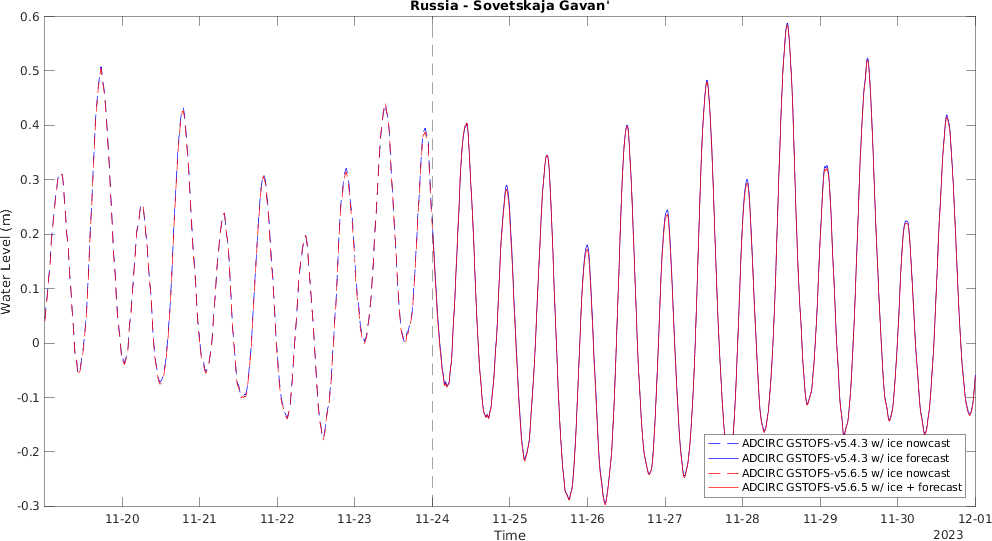 Russia - Sovetskaja Gavan'
Water Level (m)
0.6
0.5
0.4
0.3
0.2
0.1
0
-0.1
-0.2
-0.3
ADCIRC GSTOFS-v5.4.3 w/ ice nowcast
ADCIRC GSTOFS-v5.4.3 w/ ice forecast
ADCIRC GSTOFS-v5.6.5 w/ ice nowcast
ADCIRC GSTOFS-v5.6.5 w/ ice + forecast
11-20 11-21 11-22 11-23 11-24 11-25 11-26 11-27 11-28 11-29 11-30 12-01
Time
2023